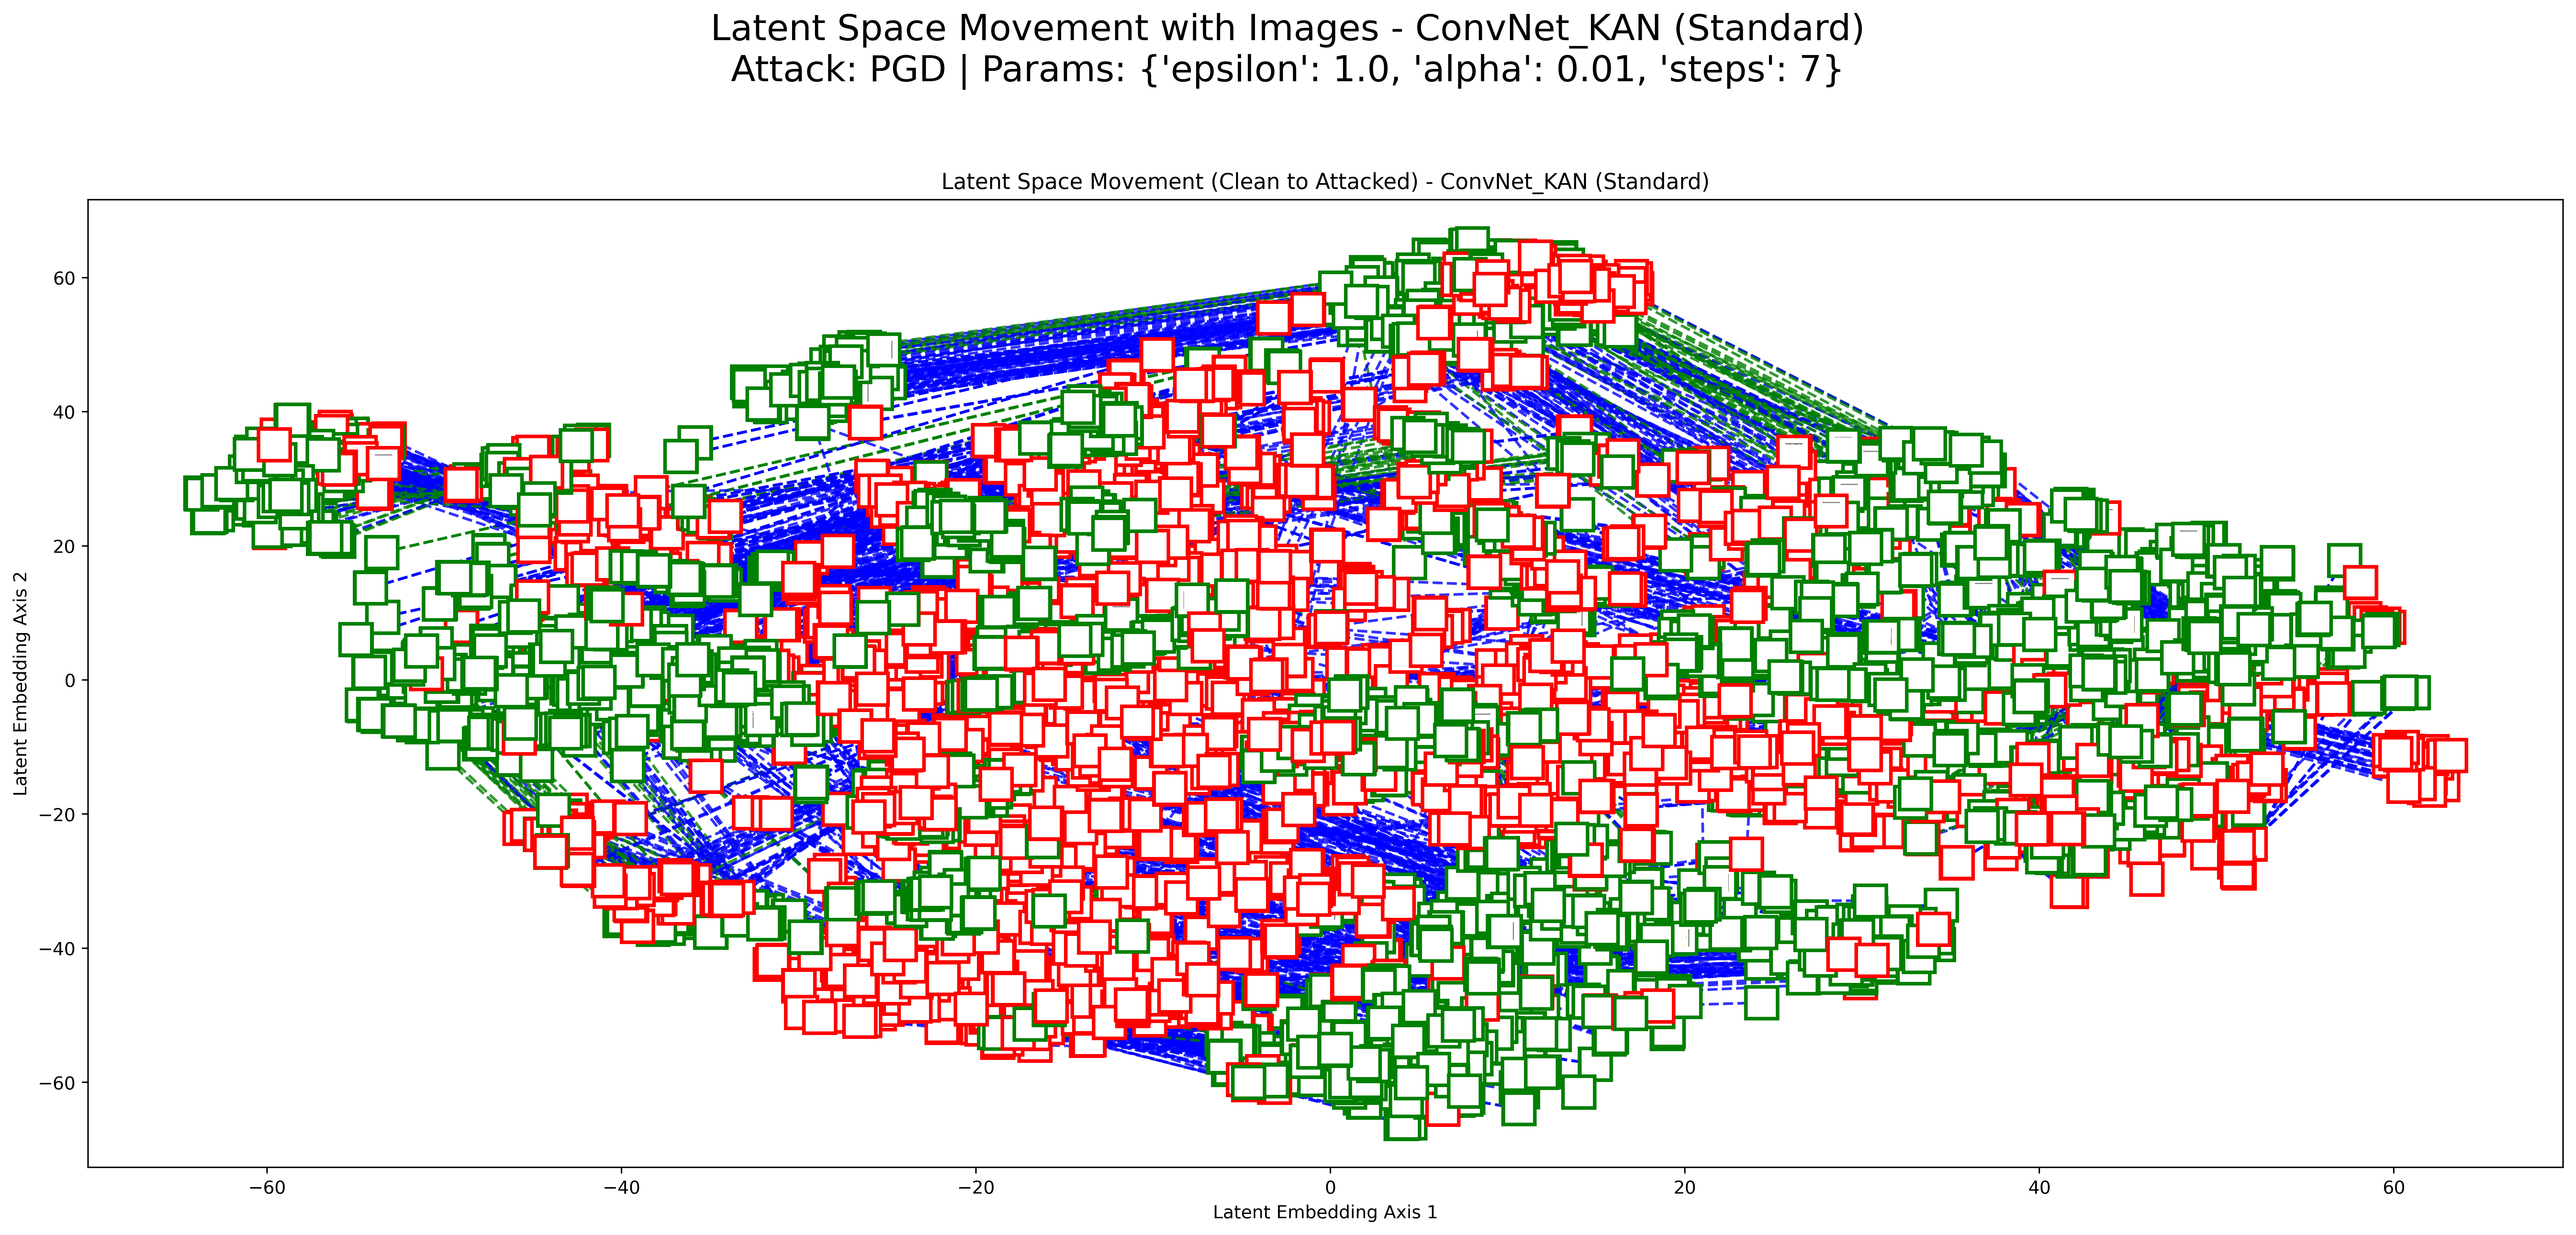 Latent Space Movement with Images - ConvNet_KAN (Standard)
Attack: PGD | Params: {'epsilon': 1.0, 'alpha': 0.01, 'steps': 7}
Latent Space Movement (Clean to Attacked) - ConvNet_KAN (Standard)
60
40
20
0
−20
−40
−60
Latent Embedding Axis 2
−60
−40
−20
0
20
40
60
Latent Embedding Axis 1